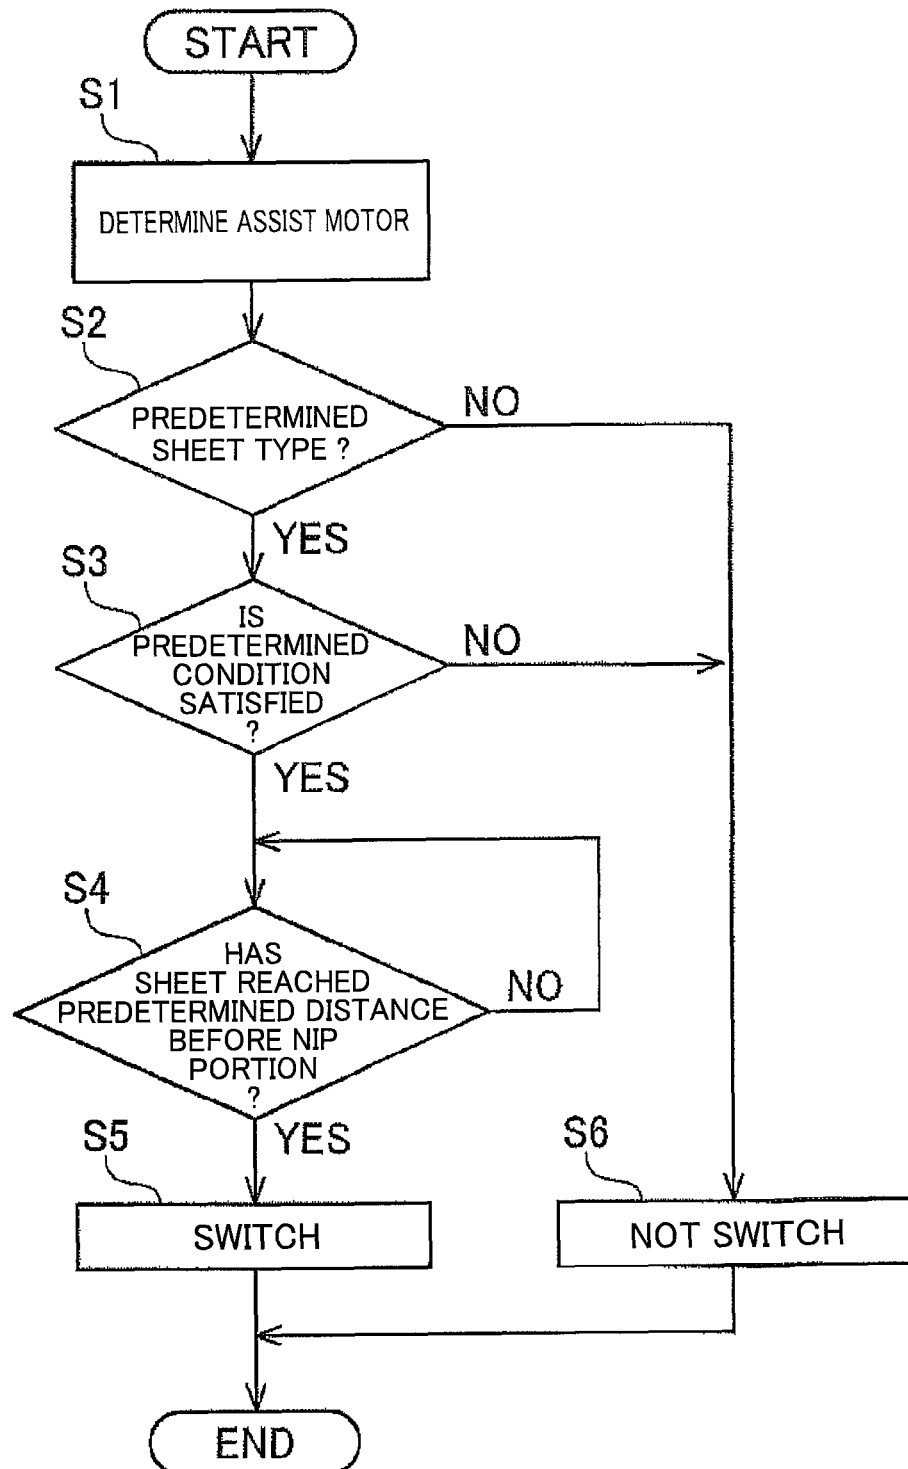 START
S1
DETERMINE ASSIST MOTOR
S2
PREDETERMINED
SHEET TYPE ?
NO
YES
S3
IS
PREDETERMINED
CONDITION
SATISFIED
?
NO
YES
S4
HAS
SHEET REACHED
PREDETERMINED DISTANCE
BEFORE NIP
PORTION
?
NO
YES
S5
SWITCH
S6
NOT SWITCH
END